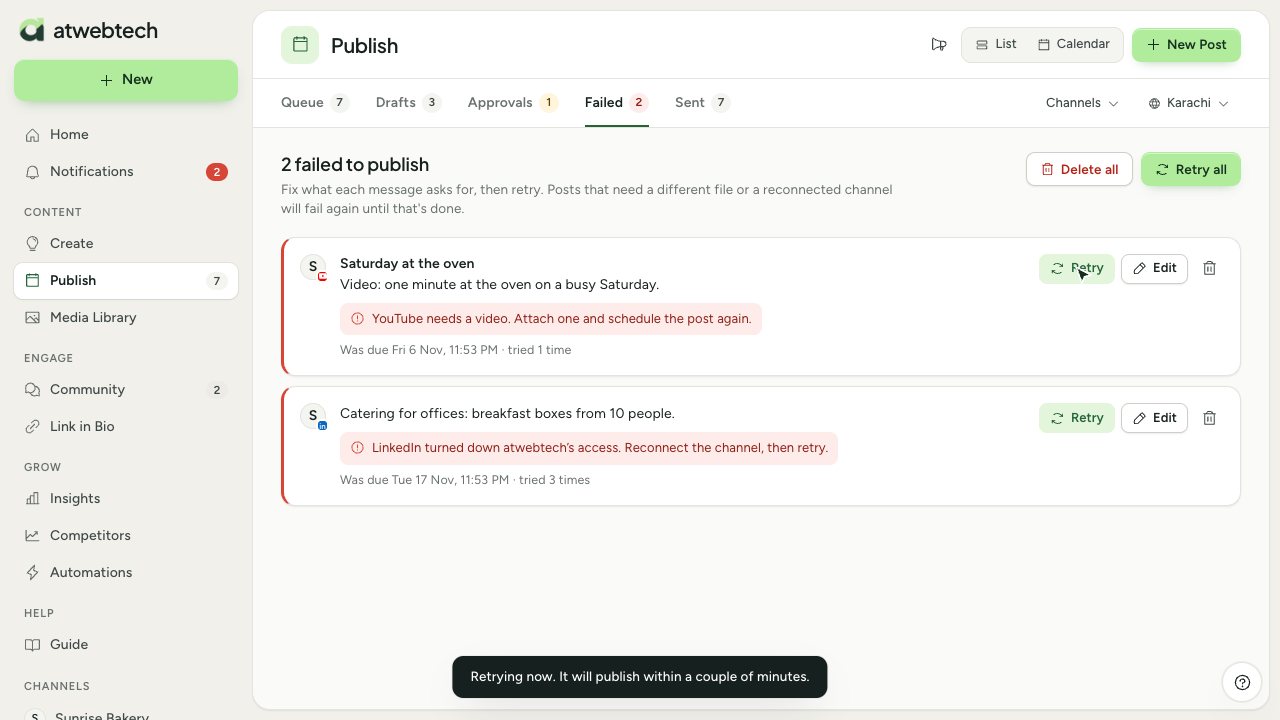 atwebtech
New
Home
Notifications 2
CONTENT
Create
Publish 7
Media Library
ENGAGE
Community 2
Link in Bio
GROW
Insights
Competitors
Automations
HELP
Guide
CHANNELS
S Sunrise Bakery
Publish
List Calendar New Post
Queue 7 Drafts 3 Approvals 1 Failed 2 Sent 7 Channels Karachi
2 failed to publish
Delete all Retry all
Fix what each message asks for, then retry. Posts that need a different file or a reconnected channel
will fail again until that's done.
S Saturday at the oven
Retry Edit
Video: one minute at the oven on a busy Saturday.
YouTube needs a video. Attach one and schedule the post again.
Was due Fri 6 Nov, 11:53 PM · tried 1 time
S Catering for offices: breakfast boxes from 10 people.
in
Retry Edit
LinkedIn turned down atwebtech’s access. Reconnect the channel, then retry.
Was due Tue 17 Nov, 11:53 PM · tried 3 times
Retrying now. It will publish within a couple of minutes.